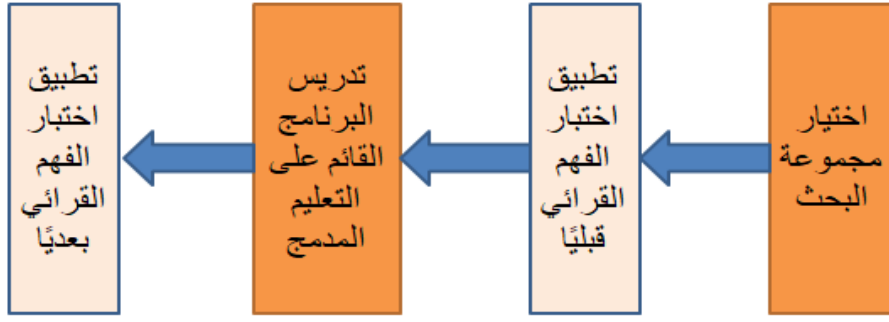 اختيار
مجموعة
البحث
تطبيق
اختبار
الفهم
القرائي
قبليًا
تدريس
البرنامج
القائم على
التعليم
المدمج
تطبيق
اختبار
الفهم
القرائي
بعديًا